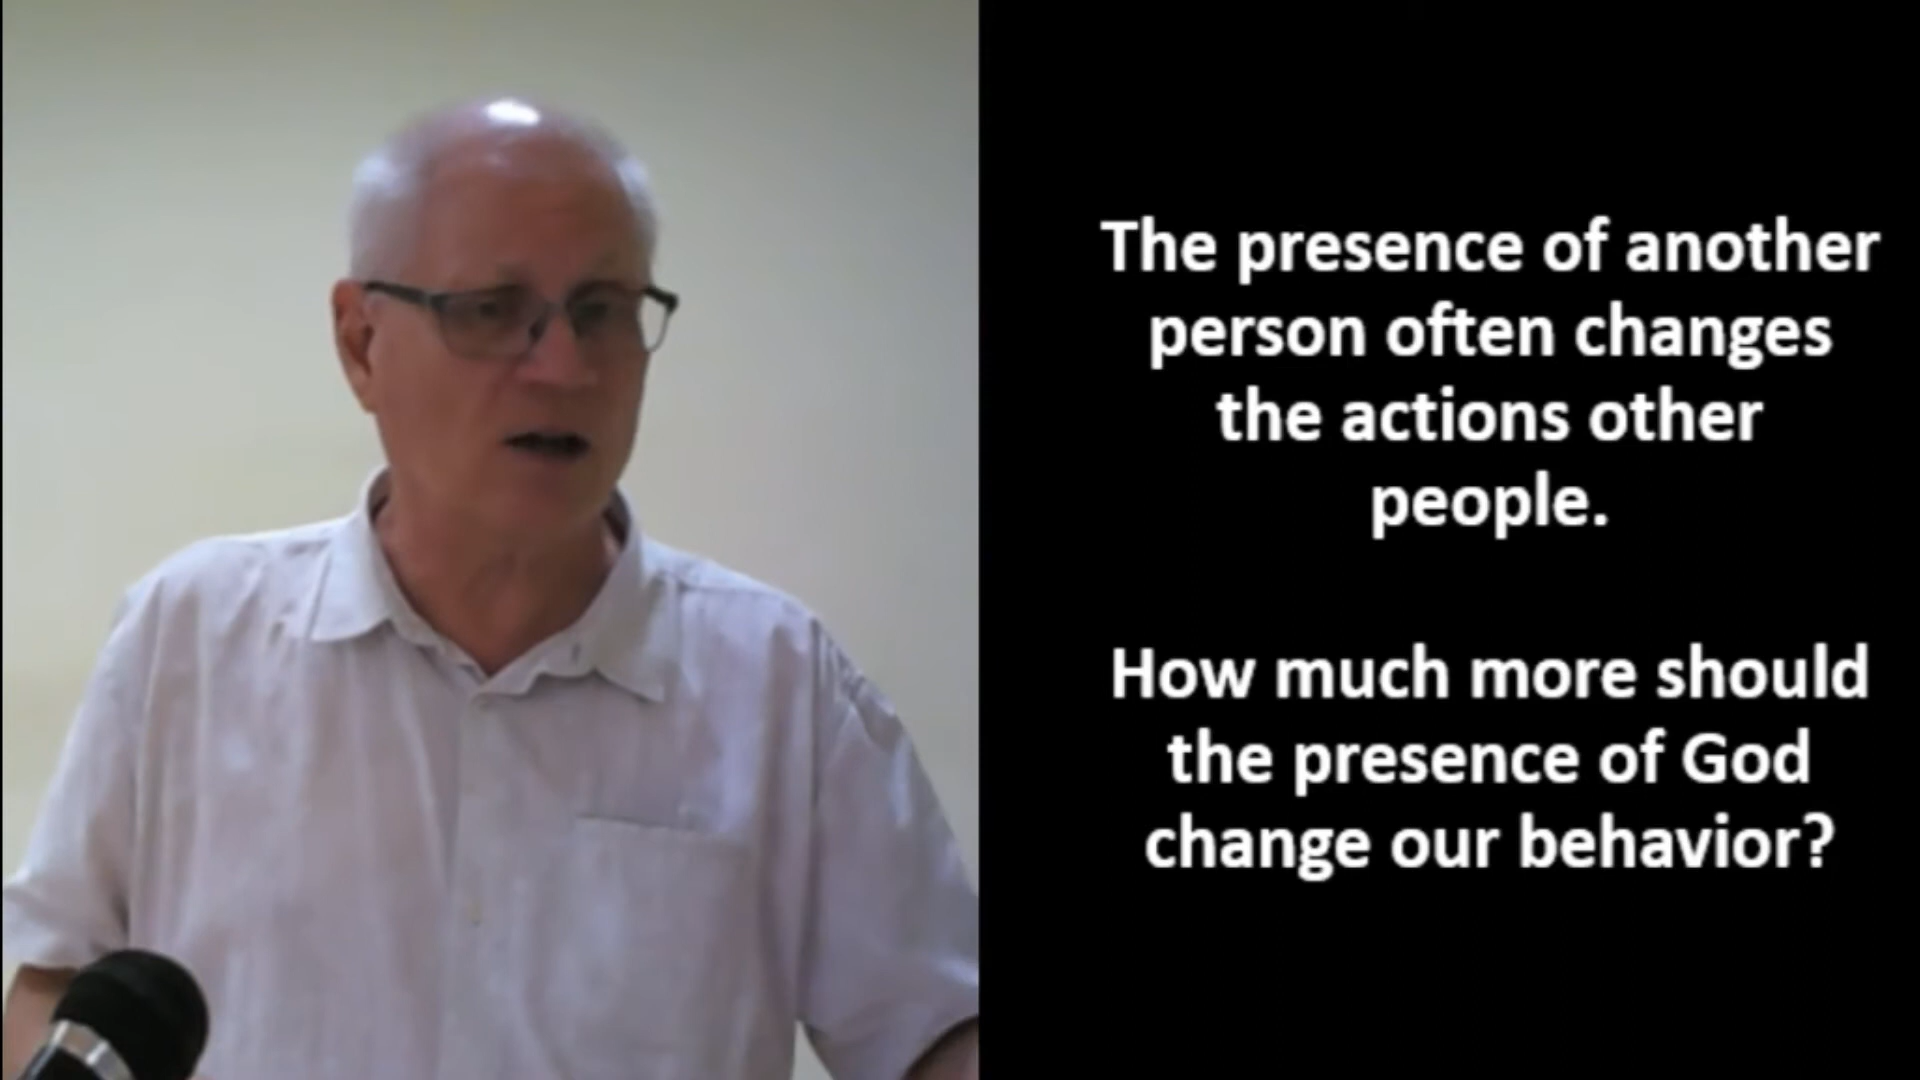 The presence of another
person often changes
the actions other
people.
How much more should
the presence of God
change our behavior?